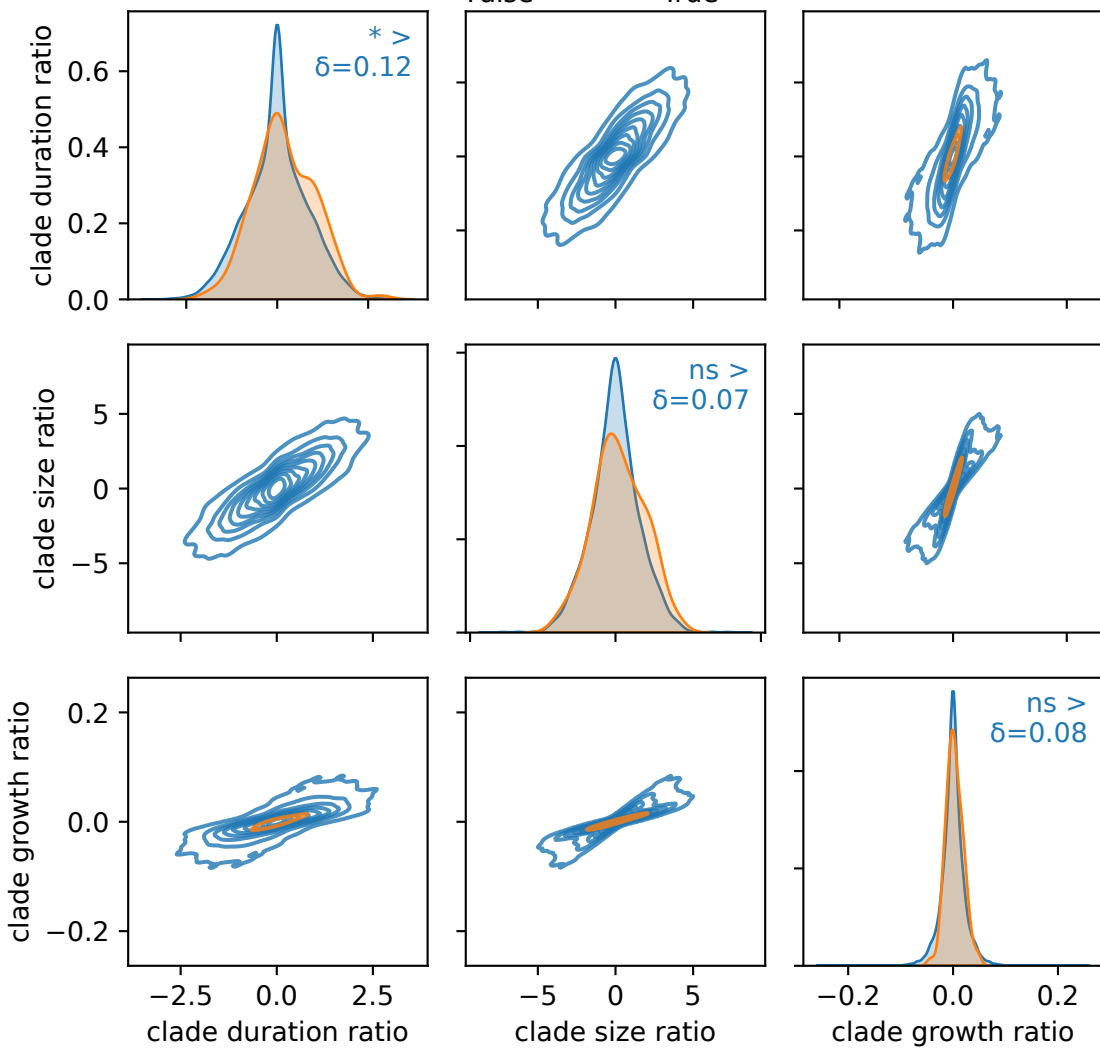 clade duration ratio
0.6
0.4
0.2
0.0
* >
δ=0.12
clade size ratio
5
0
−5
ns >
δ=0.07
clade growth ratio
0.2
0.0
−0.2
ns >
δ=0.08
−2.5 0.0 2.5
−5 0 5
−0.2 0.0 0.2
clade duration ratio
clade size ratio
clade growth ratio